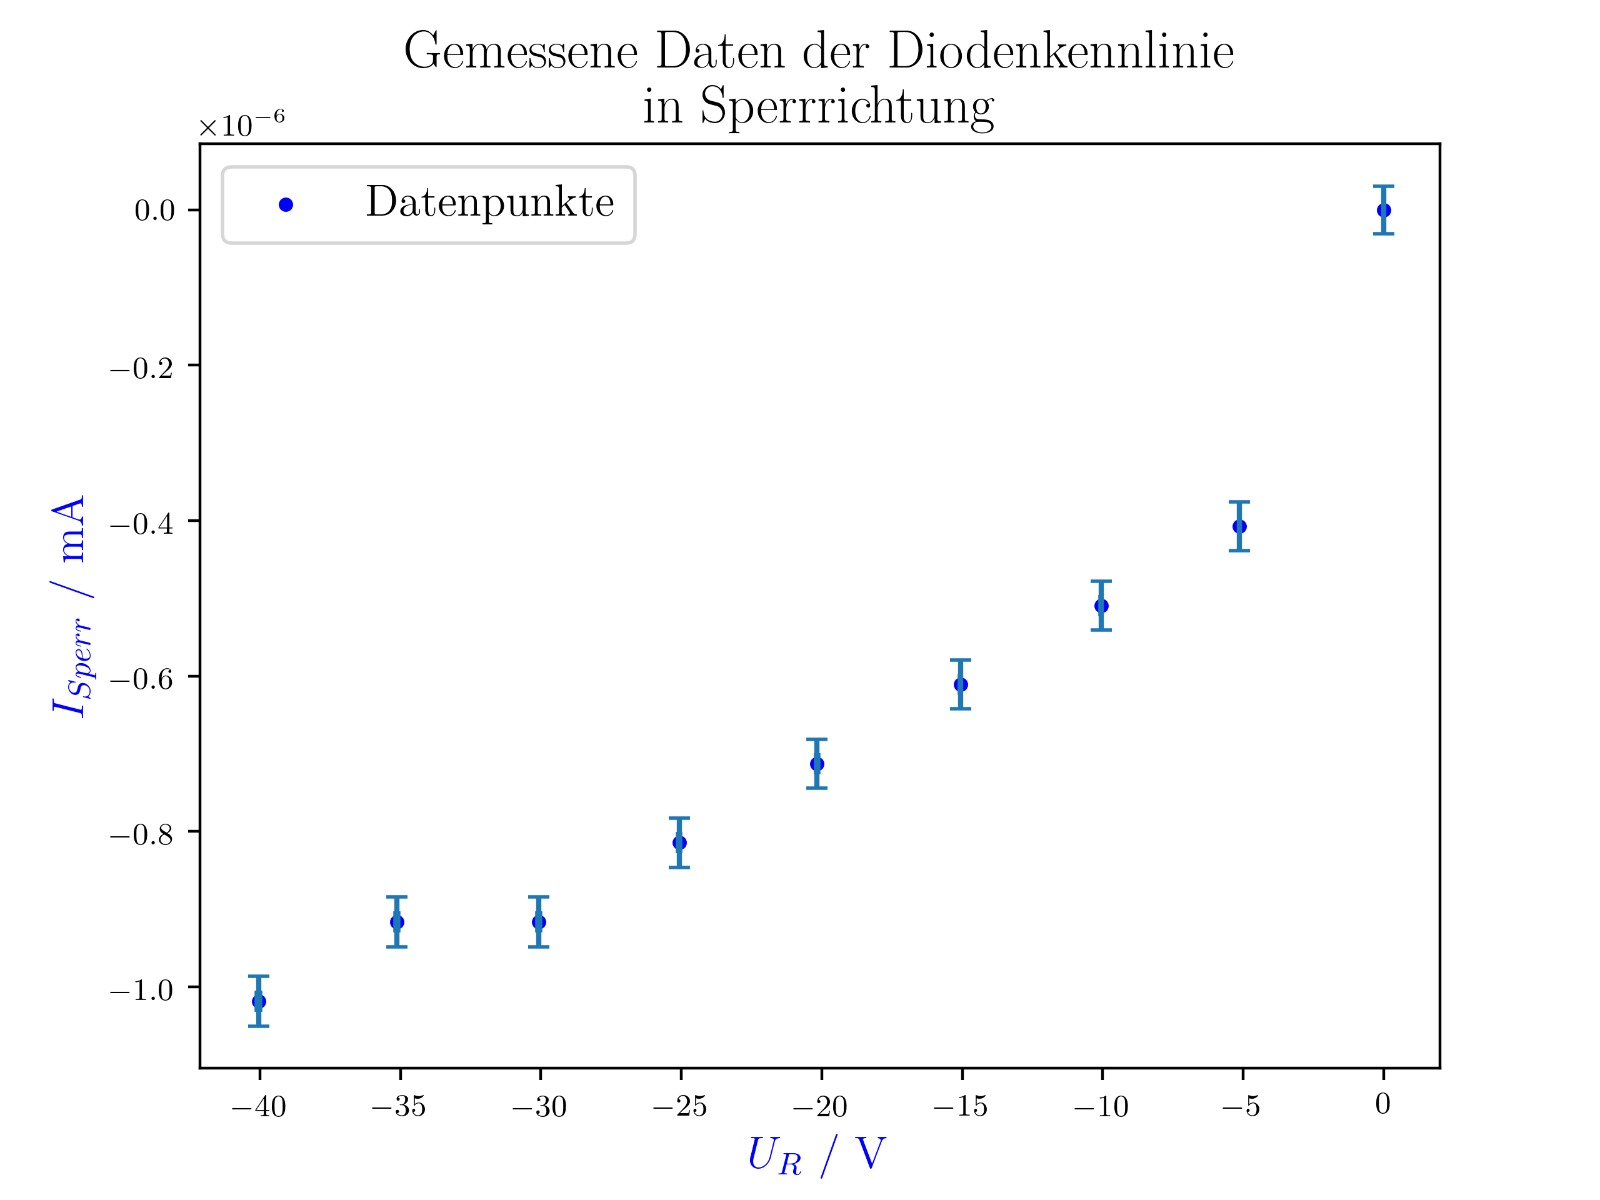 Gemessene Daten der Diodenkennlinie
in Sperrrichtung
×10⁻⁶
Datenpunkte
0.0
−0.2
−0.4
−0.6
−0.8
−1.0
I_Sperr / mA
−40 −35 −30 −25 −20 −15 −10 −5 0
U_R / V